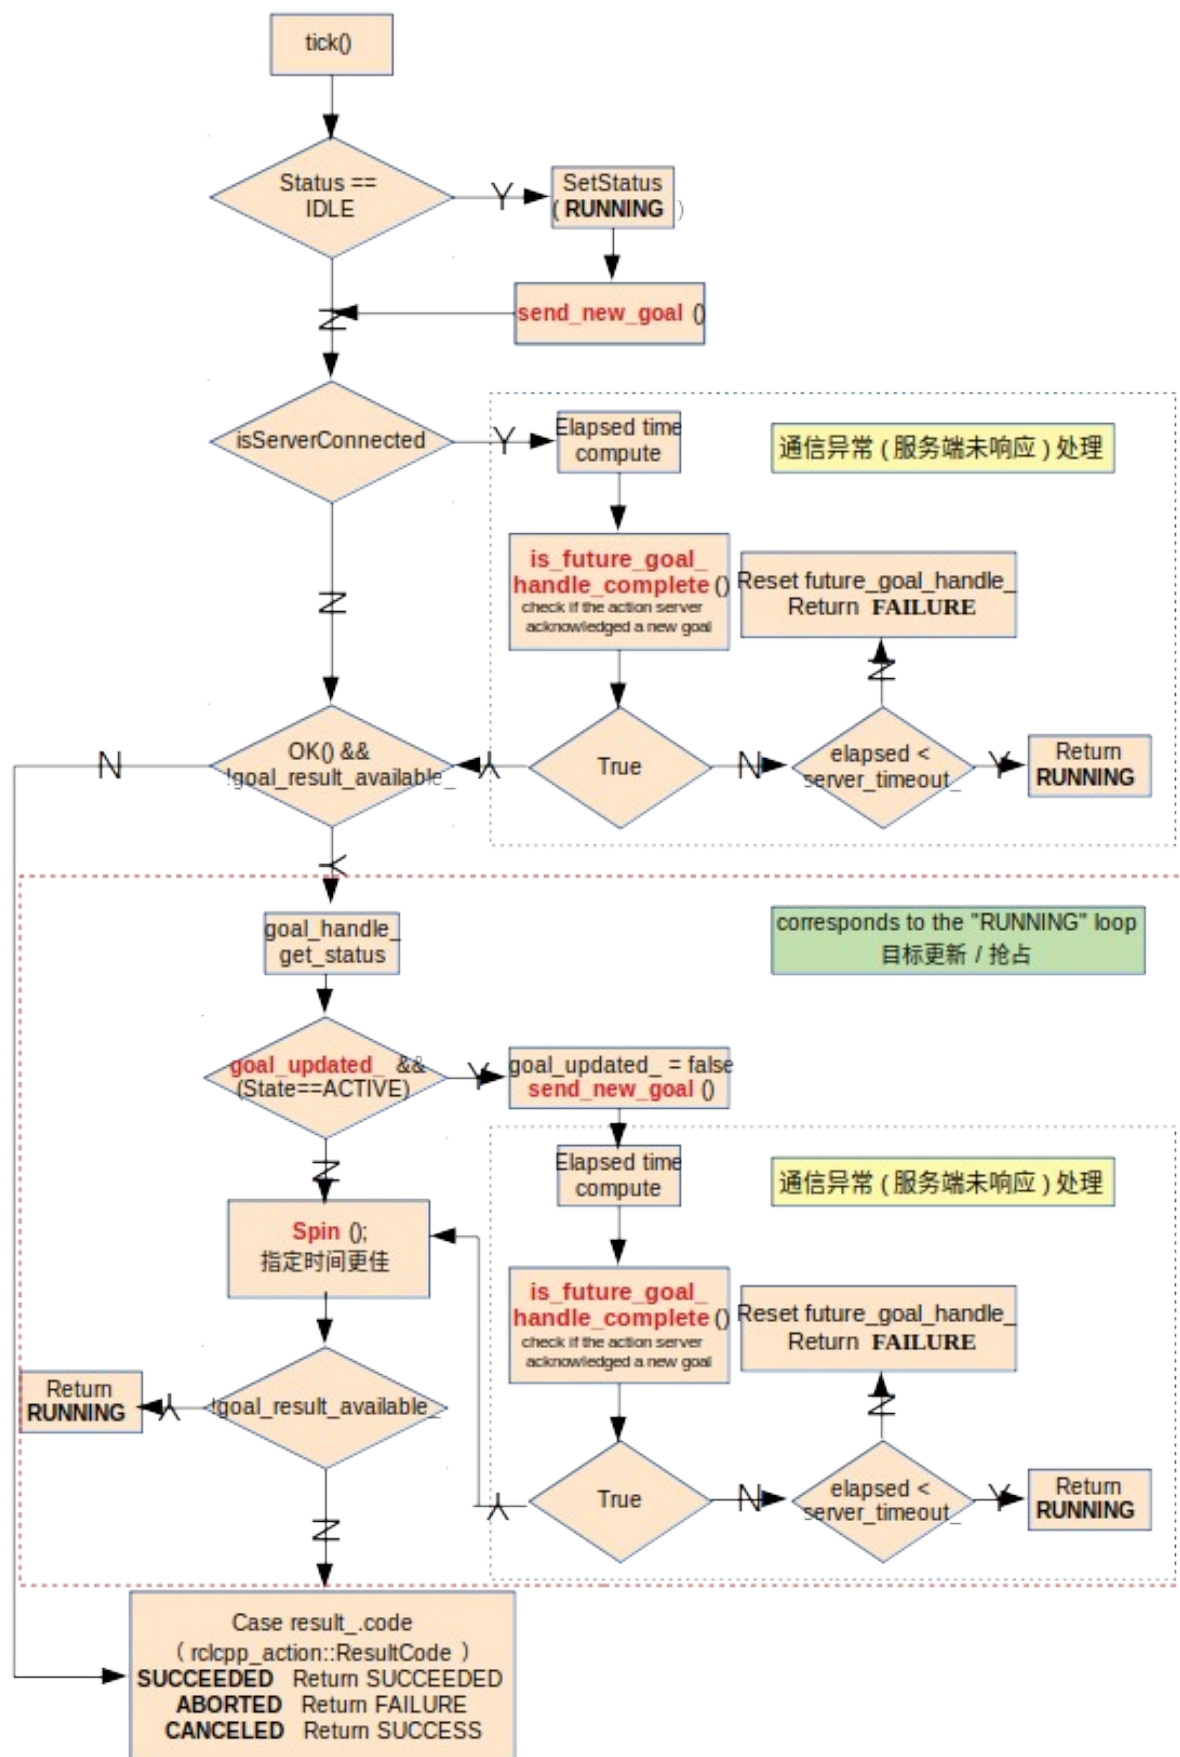 tick()
Status ==
IDLE
Y
SetStatus
( RUNNING )
send_new_goal ()
N
isServerConnected
Y
Elapsed time
compute
通信异常 ( 服务端未响应 ) 处理
is_future_goal_
handle_complete ()
check if the action server
acknowledged a new goal
Reset future_goal_handle_
Return FAILURE
N
N
OK() &&
!goal_result_available_
N
Y
True
N
elapsed <
server_timeout_
Y
Return
RUNNING
Y
goal_handle_
get_status
corresponds to the "RUNNING" loop
目标更新 / 抢占
goal_updated_ &&
(State==ACTIVE)
Y
goal_updated_ = false
send_new_goal ()
N
Elapsed time
compute
通信异常 ( 服务端未响应 ) 处理
Spin ();
指定时间更佳
is_future_goal_
handle_complete ()
check if the action server
acknowledged a new goal
Reset future_goal_handle_
Return FAILURE
Return
RUNNING
Y
!goal_result_available_
N
Y
True
N
elapsed <
server_timeout_
Y
Return
RUNNING
N
Case result_.code
( rclcpp_action::ResultCode )
SUCCEEDED Return SUCCEEDED
ABORTED Return FAILURE
CANCELED Return SUCCESS